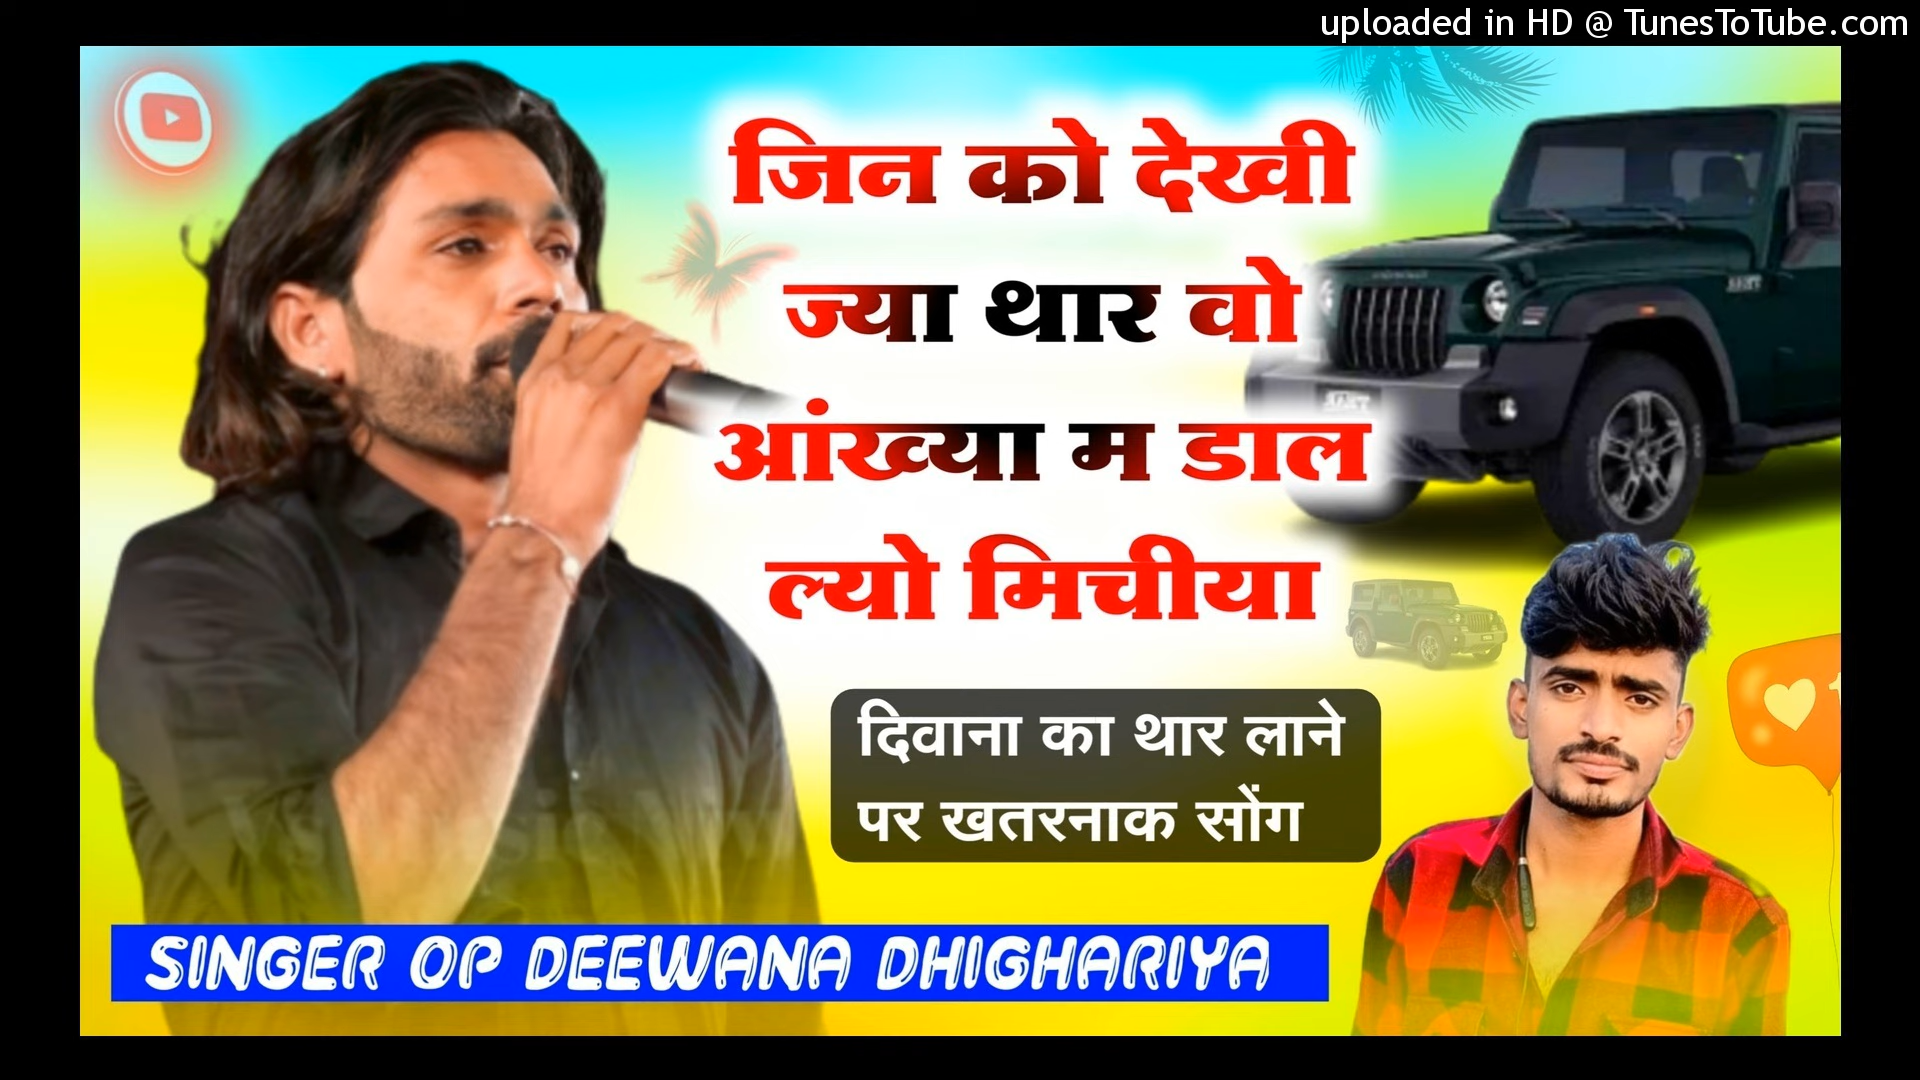 uploaded in HD @ TunesToTube.com
जिन को देखी
ज्या थार वो
आंख्या म डाल
ल्यो मिचीया
दिवाना का थार लाने
पर खतरनाक सोंग
SINGER OP DEEWANA DHIGHARIYA